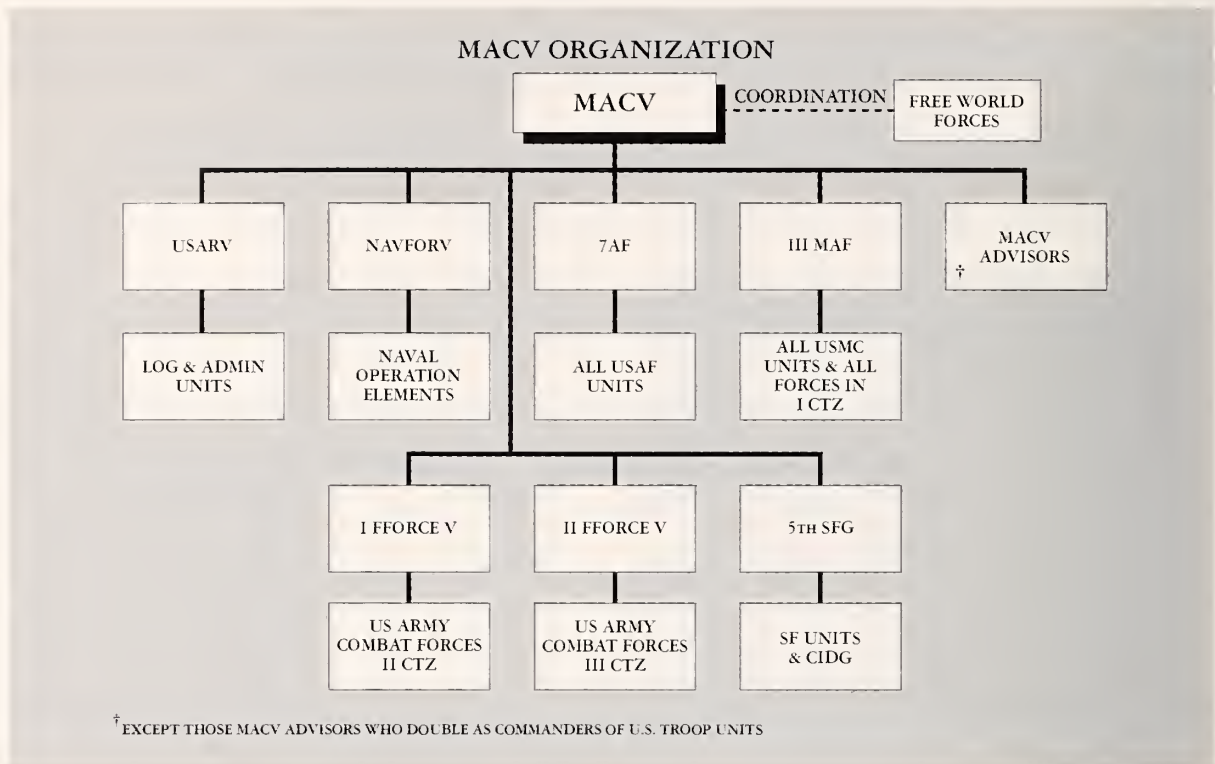 MACV ORGANIZATION
MACV
COORDINATION
FREE WORLD
FORCES
USARV
NAVFORV
7AF
III MAF
MACV
ADVISORS
†
LOG & ADMIN
UNITS
NAVAL
OPERATION
ELEMENTS
ALL USAF
UNITS
ALL USMC
UNITS & ALL
FORCES IN
I CTZ
I FFORCE V
II FFORCE V
5TH SFG
US ARMY
COMBAT FORCES
II CTZ
US ARMY
COMBAT FORCES
III CTZ
SF UNITS
& CIDG
† EXCEPT THOSE MACV ADVISORS WHO DOUBLE AS COMMANDERS OF U.S. TROOP UNITS